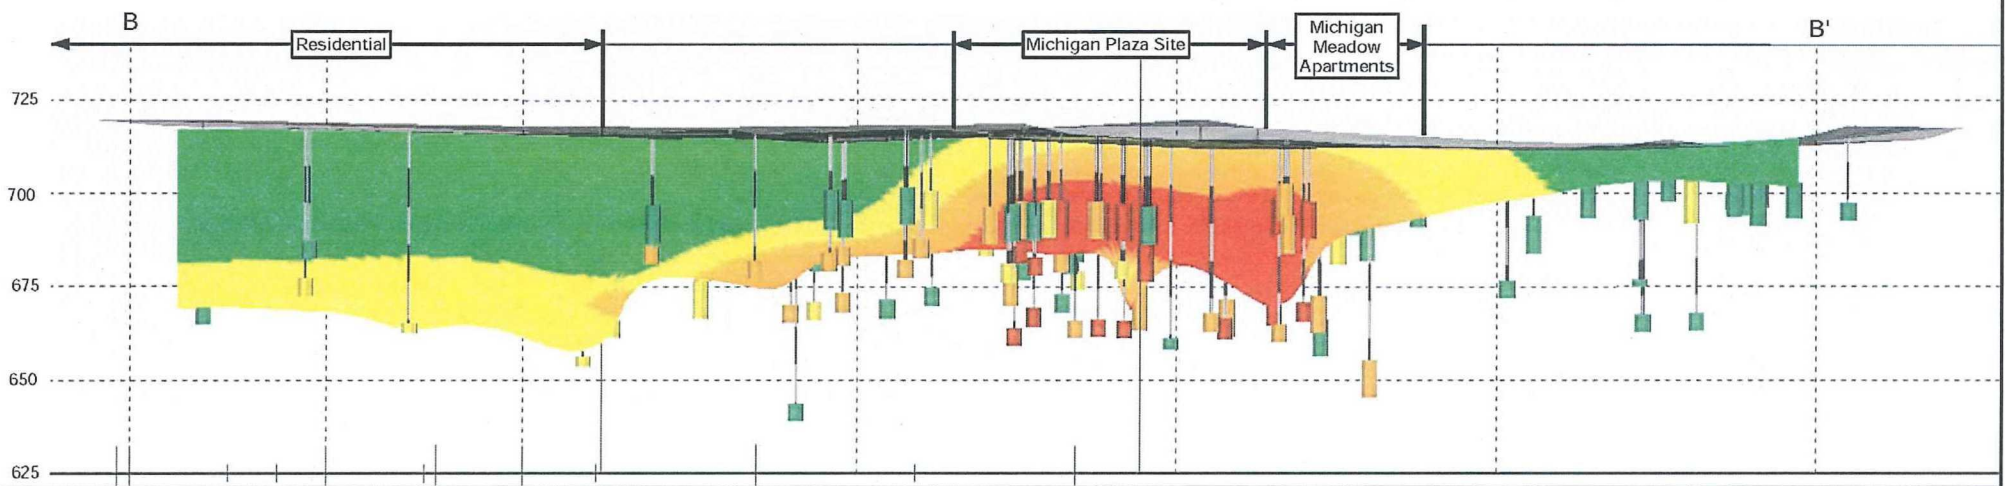 B
B'
Residential
Michigan Plaza Site
Michigan
Meadow
Apartments
725
700
675
650
625